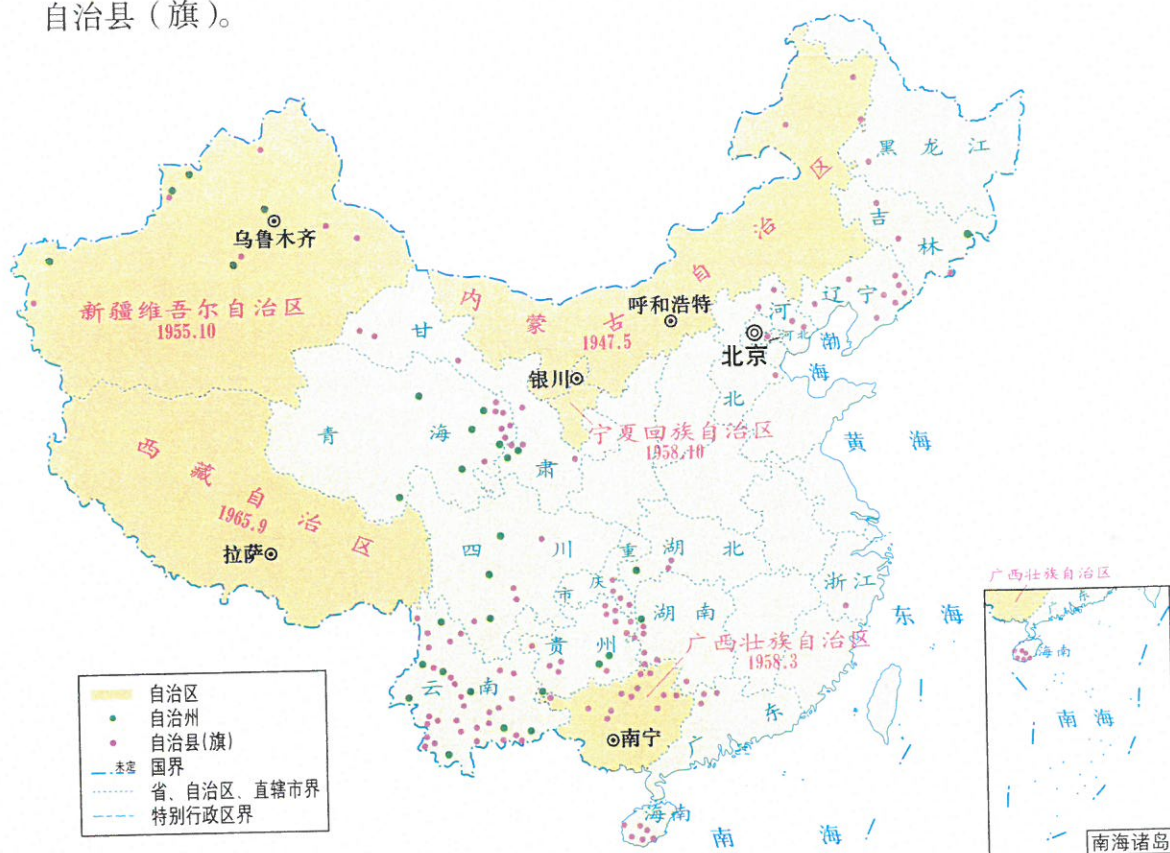 自治县（旗）。
黑龙江
吉林
辽宁
乌鲁木齐
新疆维吾尔自治区
1955.10
内蒙古自治区
1947.5
呼和浩特
河北
河北
北京
渤海
甘肃
银川
宁夏回族自治区
1958.10
青海
黄海
西藏自治区
1965.9
拉萨
四川
重庆市
湖北
浙江
湖南
东海
贵州
广西壮族自治区
1958.3
云南
南宁
广东
海南
南海
自治区
自治州
自治县(旗)
未定 国界
省、自治区、直辖市界
特别行政区界
广西壮族自治区
广东
海南
南海
南海诸岛